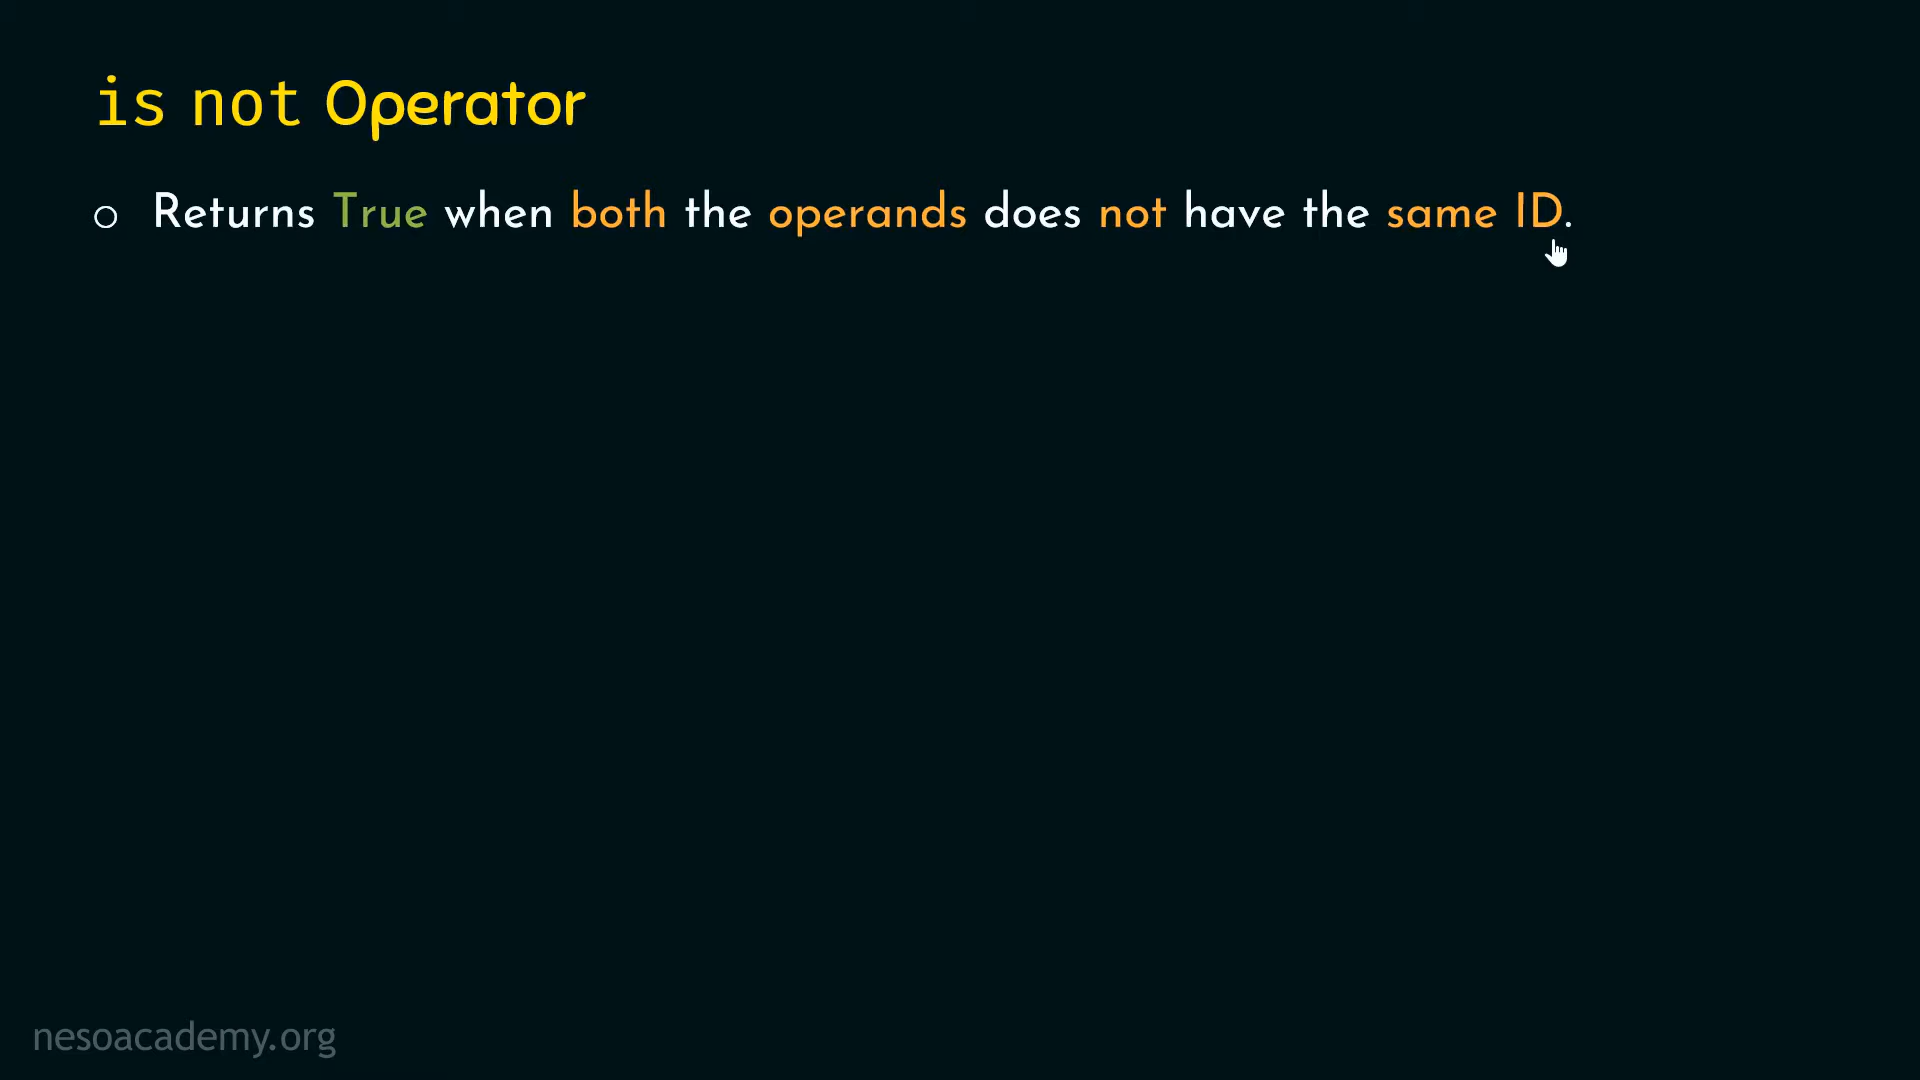 is not Operator
○ Returns True when both the operands does not have the same ID.
nesoacademy.org